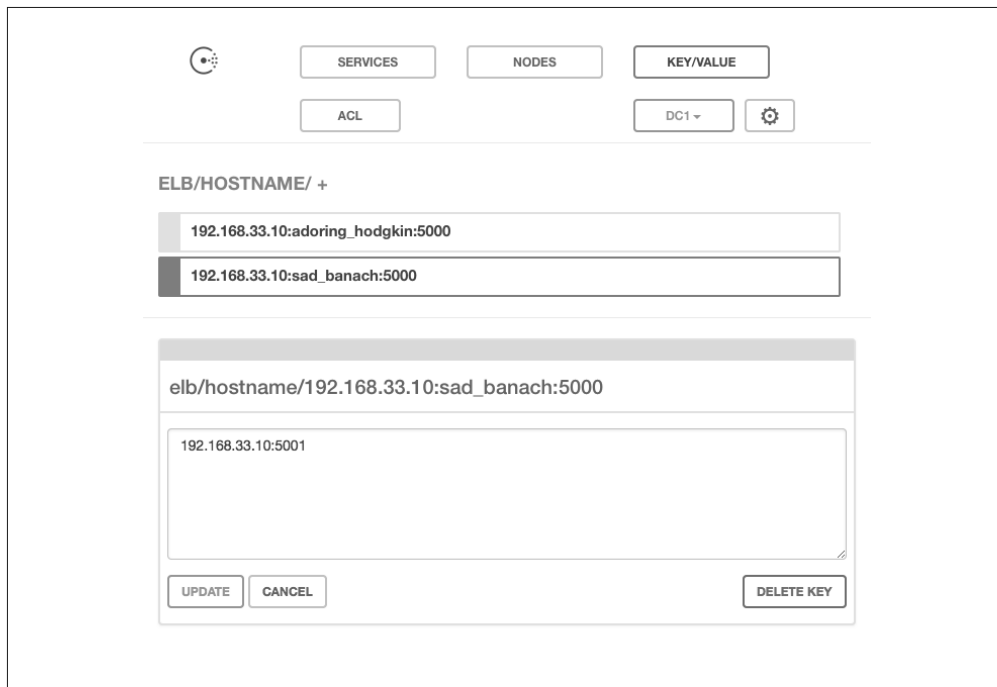 SERVICES NODES KEY/VALUE
ACL DC1
ELB/HOSTNAME/ +
192.168.33.10:adoring_hodgkin:5000
192.168.33.10:sad_banach:5000
elb/hostname/192.168.33.10:sad_banach:5000
192.168.33.10:5001
UPDATE CANCEL DELETE KEY